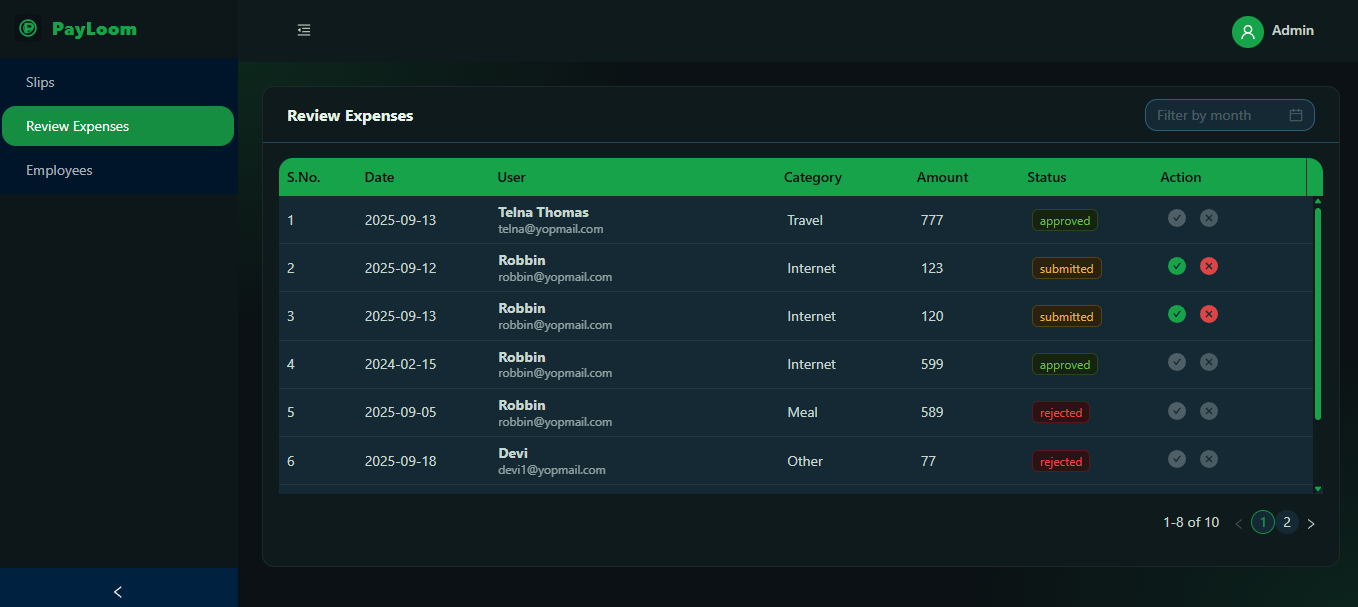 PayLoom
Admin
Slips
Review Expenses
Employees
Review Expenses
Filter by month
S.No. Date User Category Amount Status Action
1 2025-09-13 Telna Thomas Travel 777 approved
telna@yopmail.com
2 2025-09-12 Robbin Internet 123 submitted
robbin@yopmail.com
3 2025-09-13 Robbin Internet 120 submitted
robbin@yopmail.com
4 2024-02-15 Robbin Internet 599 approved
robbin@yopmail.com
5 2025-09-05 Robbin Meal 589 rejected
robbin@yopmail.com
6 2025-09-18 Devi Other 77 rejected
devi1@yopmail.com
1-8 of 10 < 1 2 >